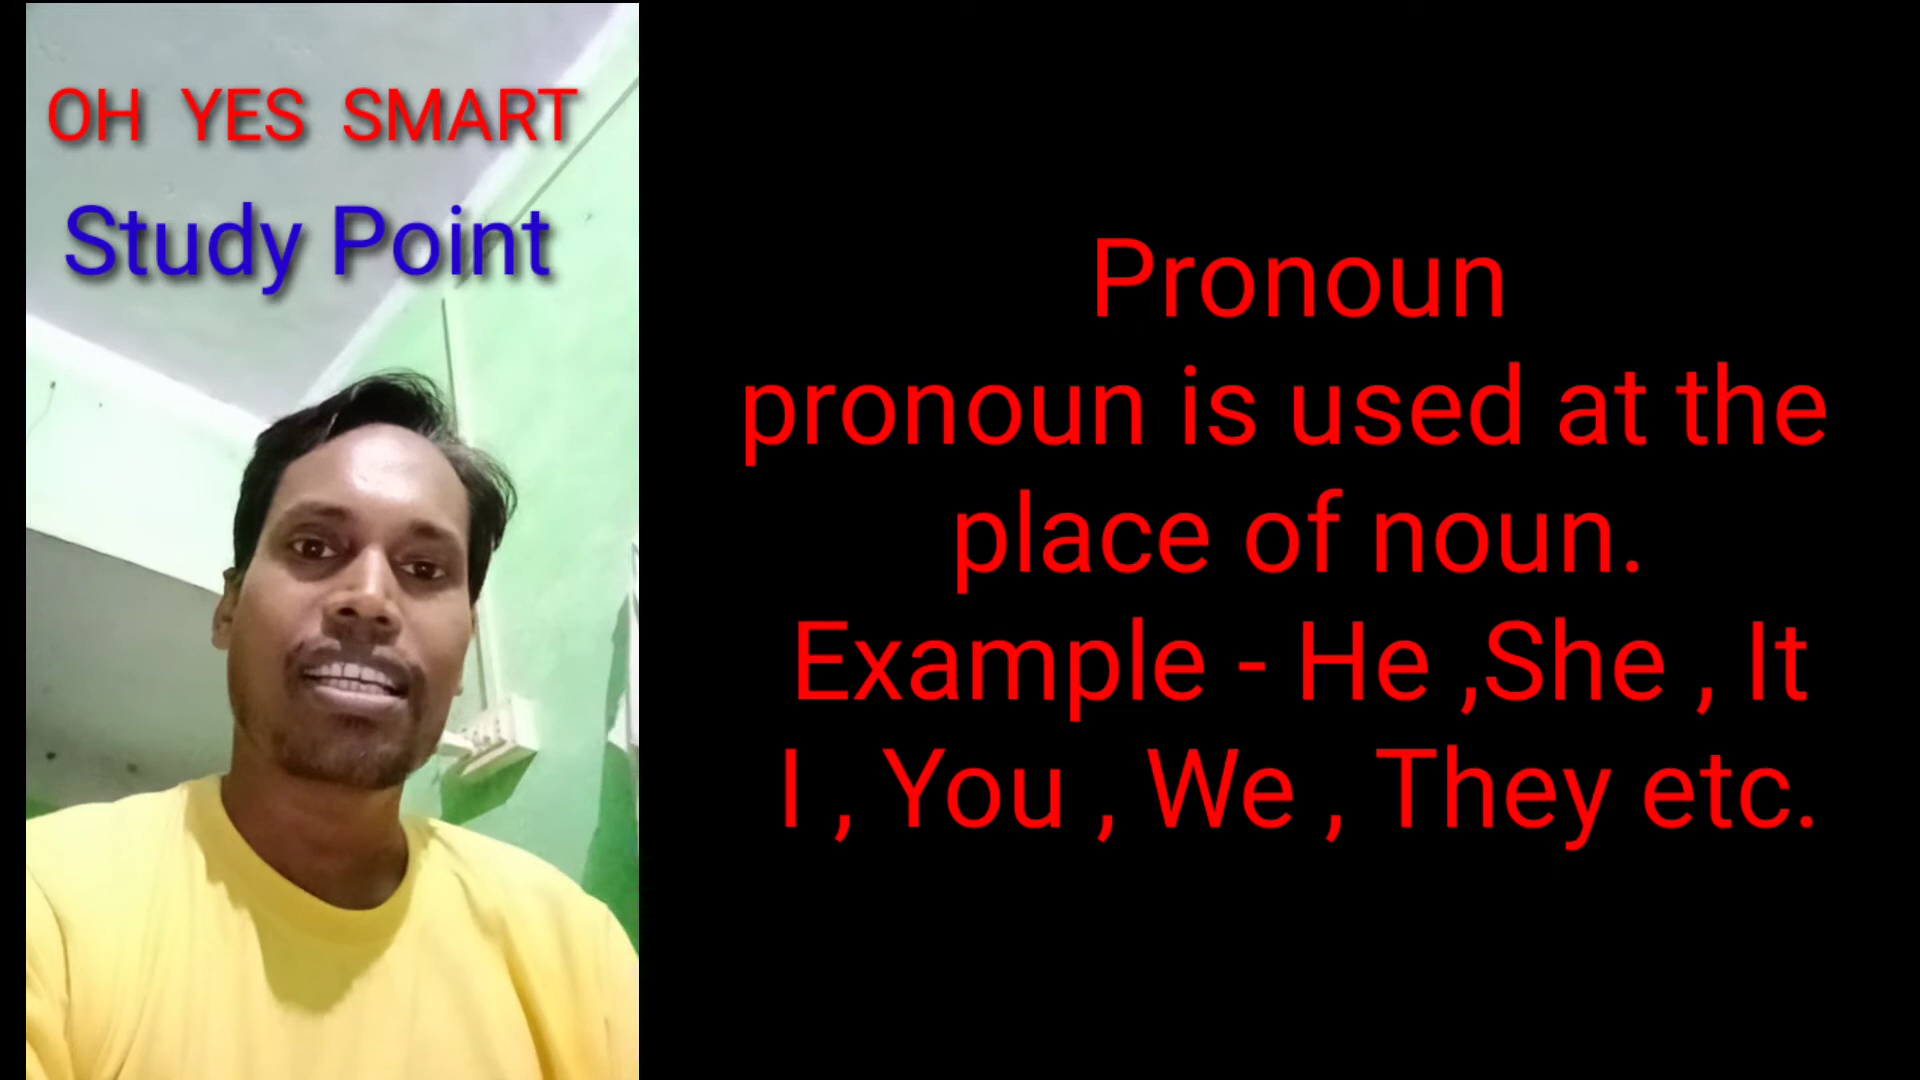 OH YES SMART
Study Point
Pronoun
pronoun is used at the
place of noun.
Example - He ,She , It
I , You , We , They etc.